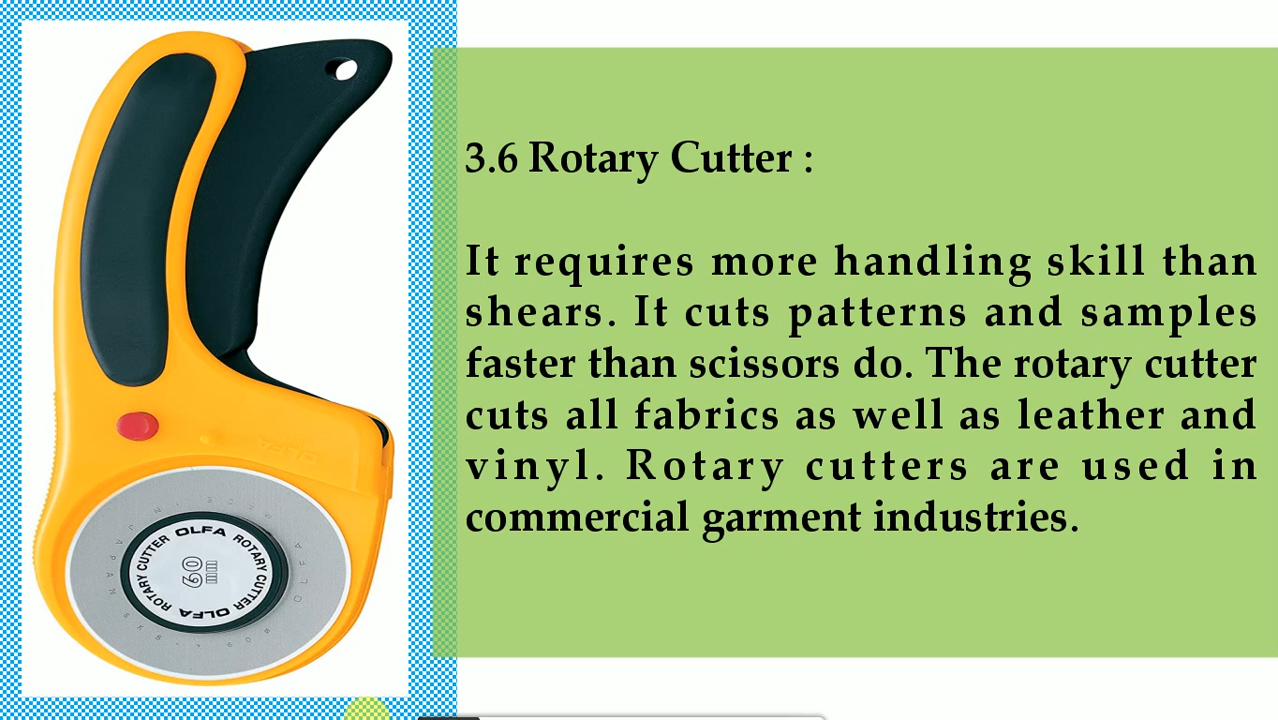 3.6 Rotary Cutter :
It requires more handling skill than
shears. It cuts patterns and samples
faster than scissors do. The rotary cutter
cuts all fabrics as well as leather and
vinyl. Rotary cutters are used in
commercial garment industries.
OLFA ROTARY CUTTER OLFA ROTARY CUTTER
60
mm